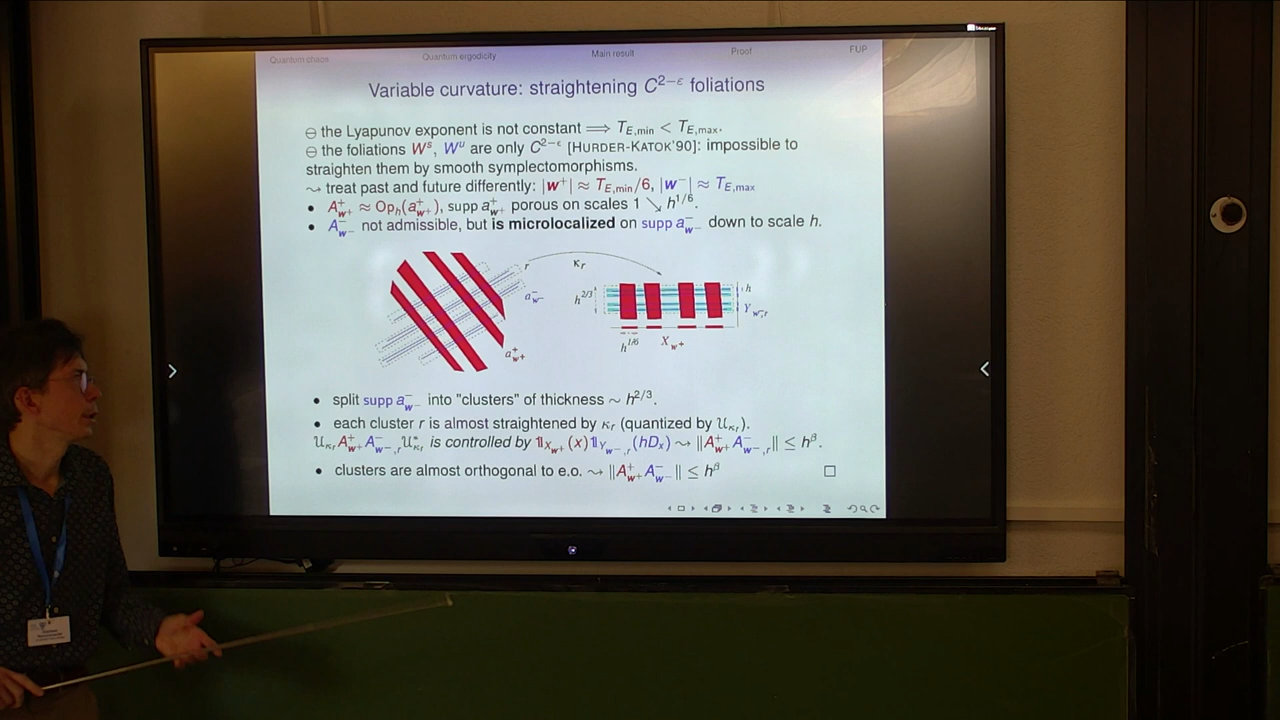 Quantum chaos Quantum ergodicity Main result Proof FUP
Variable curvature: straightening C^{2−ε} foliations
⊖ the Lyapunov exponent is not constant ⟹ T_{E,min} < T_{E,max}.
⊖ the foliations W^s, W^u are only C^{2−ε} [HURDER-KATOK'90]: impossible to
straighten them by smooth symplectomorphisms.
⇝ treat past and future differently: |w⁺| ≈ T_{E,min}/6, |w⁻| ≈ T_{E,max}
• A⁺_{w⁺} ≈ Op_h(a⁺_{w⁺}), supp a⁺_{w⁺} porous on scales 1 ↘ h^{1/6}.
• A⁻_{w⁻} not admissible, but is microlocalized on supp a⁻_{w⁻} down to scale h.
r
κ_r
a⁻_{w⁻}
a⁺_{w⁺}
h^{2/3}
h
Y_{w⁻,r}
h^{1/6}
X_{w⁺}
• split supp a⁻_{w⁻} into "clusters" of thickness ∼ h^{2/3}.
• each cluster r is almost straightened by κ_r (quantized by 𝒰_{κ_r}).
𝒰_{κ_r} A⁺_{w⁺} A⁻_{w⁻,r} 𝒰*_{κ_r} is controlled by 𝟙_{X_{w⁺}}(x) 𝟙_{Y_{w⁻,r}}(hD_x) ⇝ ‖A⁺_{w⁺} A⁻_{w⁻,r}‖ ≤ h^β.
• clusters are almost orthogonal to e.o. ⇝ ‖A⁺_{w⁺} A⁻_{w⁻}‖ ≤ h^β □